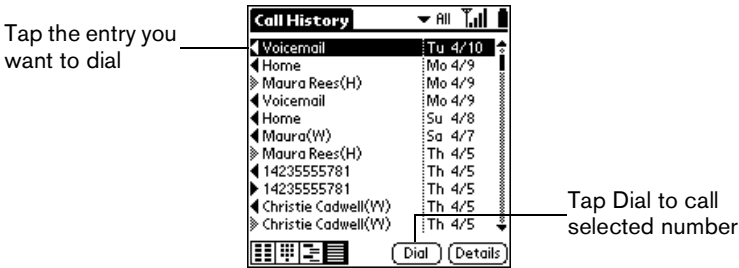 Tap the entry you
want to dial
Call History All
Voicemail Tu 4/10
Home Mo 4/9
Maura Rees(H) Mo 4/9
Voicemail Mo 4/9
Home Su 4/8
Maura(W) Sa 4/7
Maura Rees(H) Th 4/5
14235555781 Th 4/5
14235555781 Th 4/5
Christie Cadwell(W) Th 4/5
Christie Cadwell(W) Th 4/5
Dial Details
Tap Dial to call
selected number